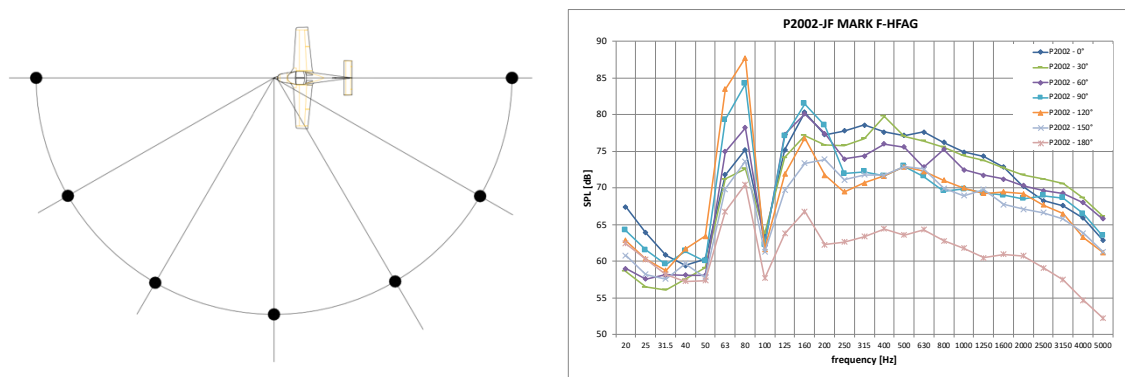 P2002-JF MARK F-HFAG
90
85
80
75
70
65
60
55
50
SPL [dB]
P2002 - 0°
P2002 - 30°
P2002 - 60°
P2002 - 90°
P2002 - 120°
P2002 - 150°
P2002 - 180°
20 25 31.5 40 50 63 80 100 125 160 200 250 315 400 500 630 800 1000 1250 1600 2000 2500 3150 4000 5000
frequency [Hz]